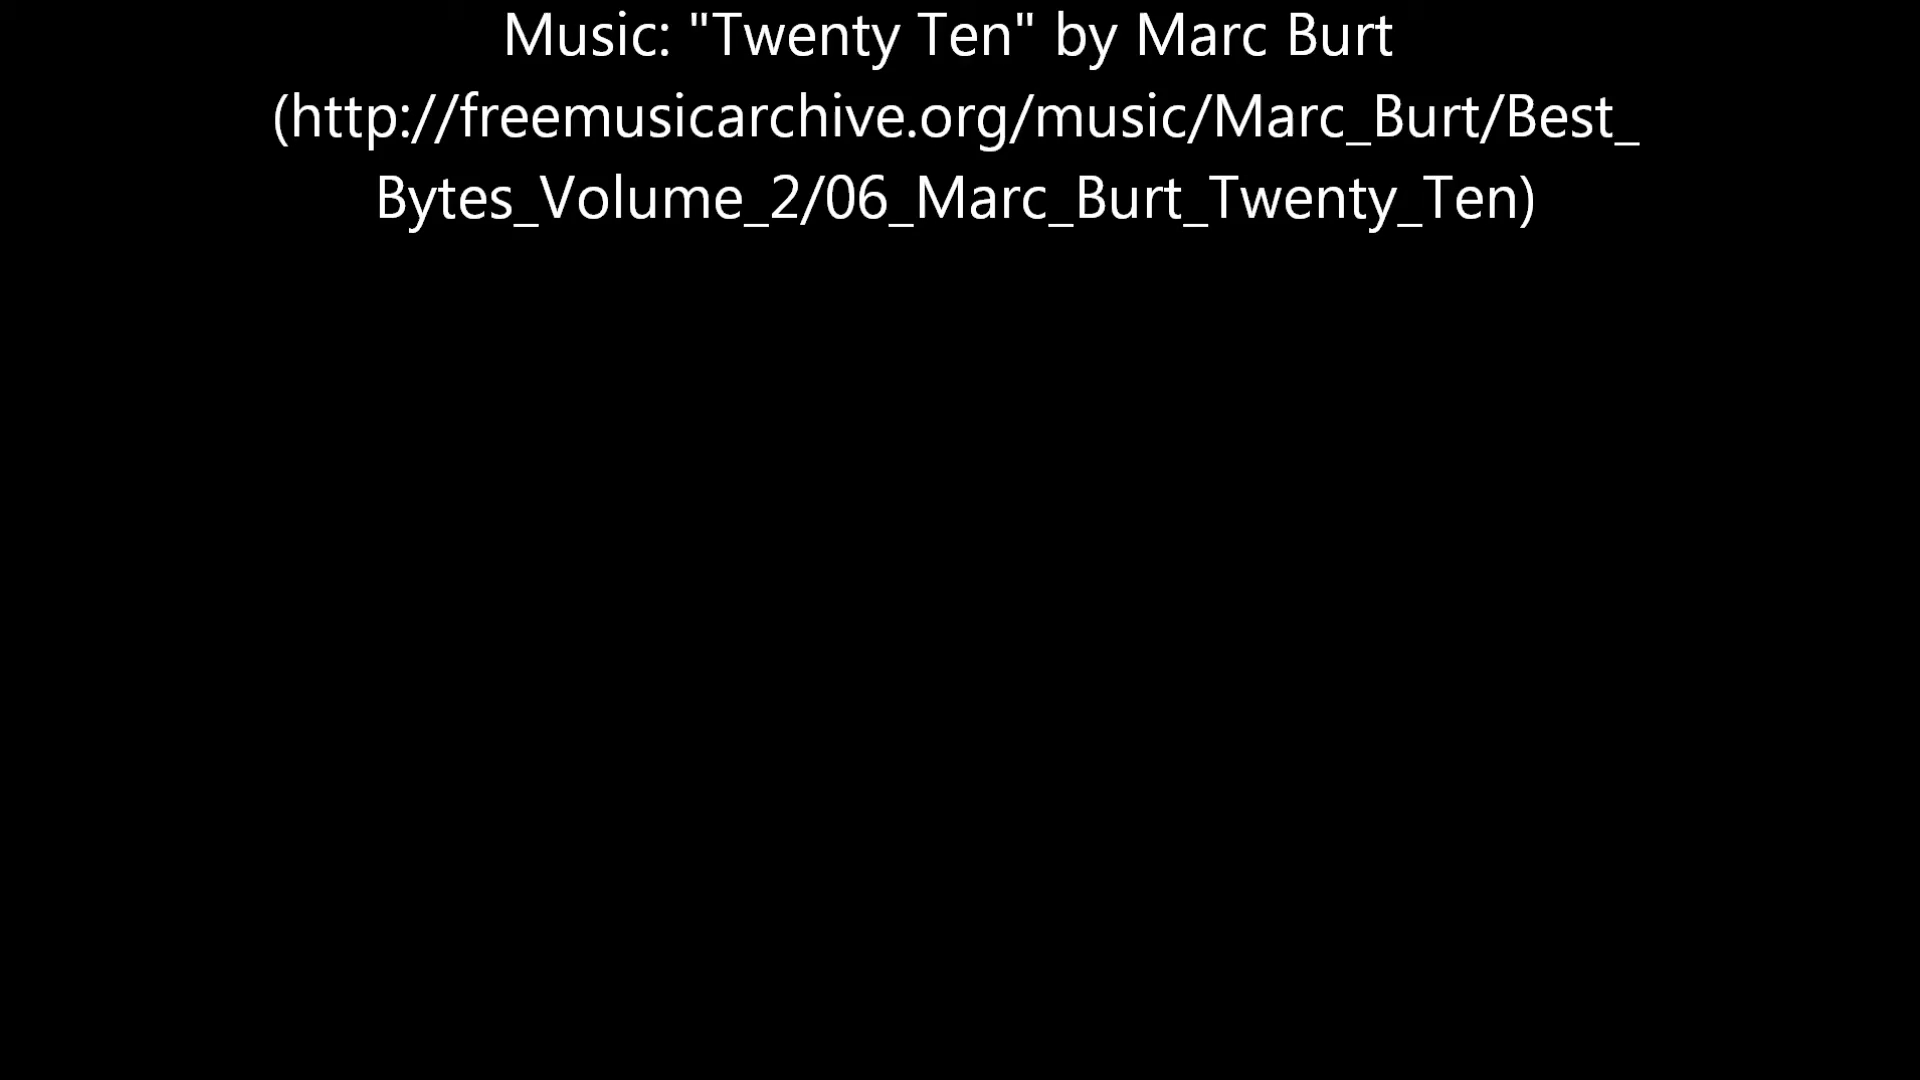 Music: "Twenty Ten" by Marc Burt
(http://freemusicarchive.org/music/Marc_Burt/Best_
Bytes_Volume_2/06_Marc_Burt_Twenty_Ten)